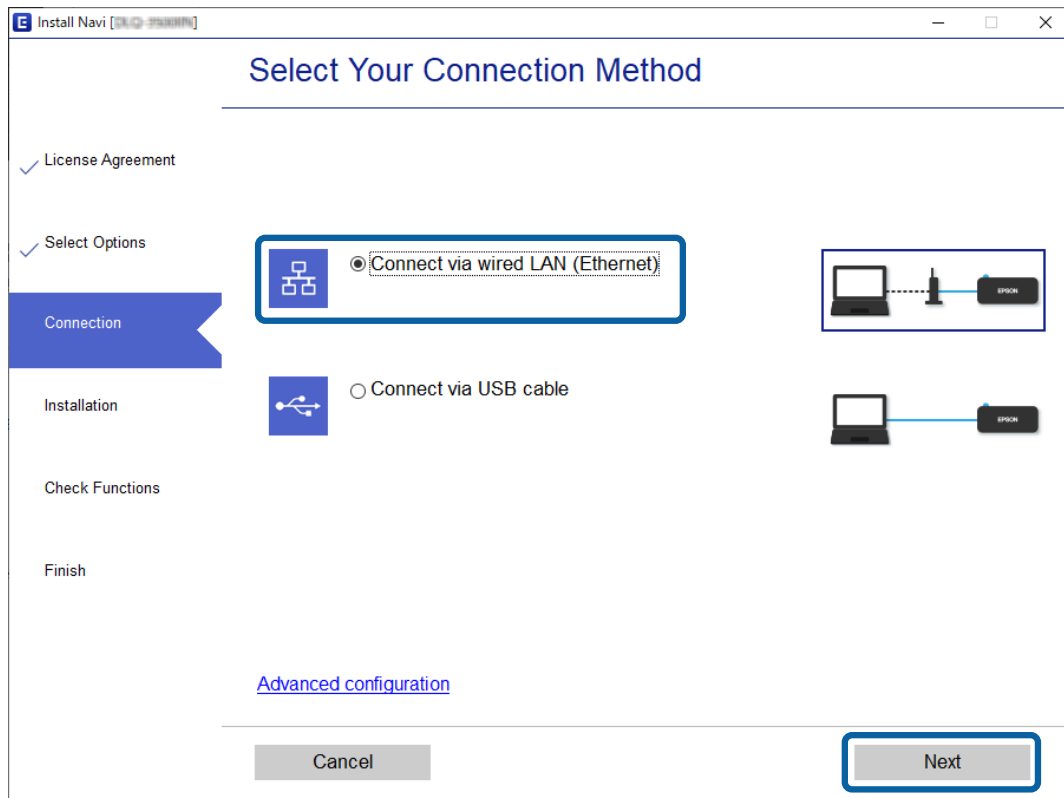 Install Navi [
Select Your Connection Method
License Agreement
Select Options
Connection
Installation
Check Functions
Finish
Connect via wired LAN (Ethernet)
EPSON
Connect via USB cable
EPSON
Advanced configuration
Cancel
Next